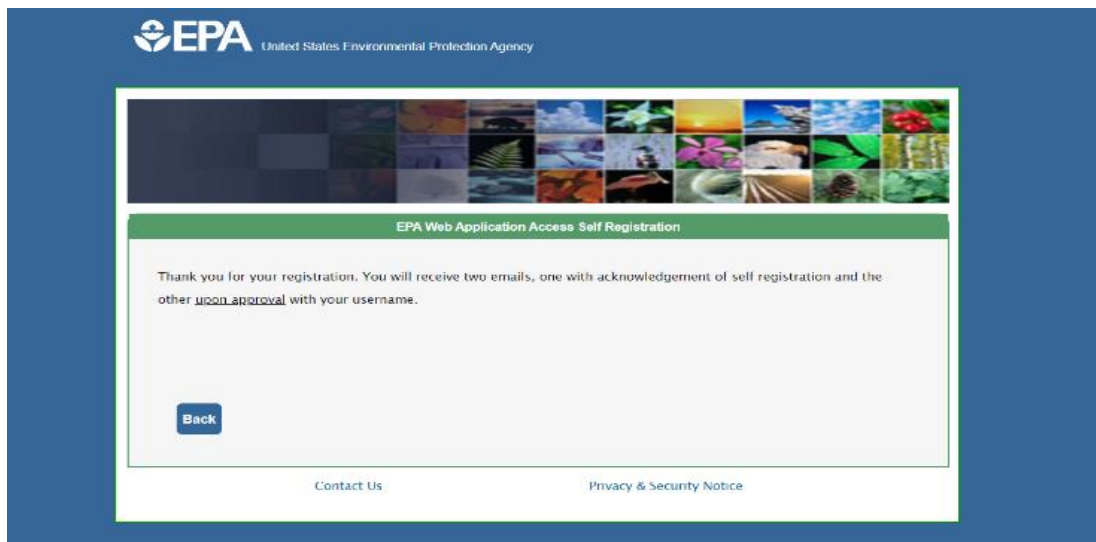 EPA United States Environmental Protection Agency
EPA Web Application Access Self Registration
Thank you for your registration. You will receive two emails, one with acknowledgement of self registration and the
other upon approval with your username.
Back
Contact Us Privacy & Security Notice